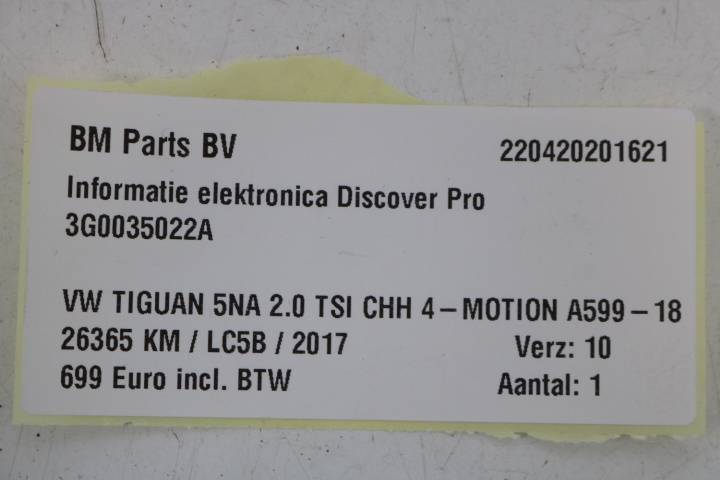 BM Parts BV 220420201621
Informatie elektronica Discover Pro
3G0035022A
VW TIGUAN 5NA 2.0 TSI CHH 4-MOTION A599-18
26365 KM / LC5B / 2017 Verz: 10
699 Euro incl. BTW Aantal: 1